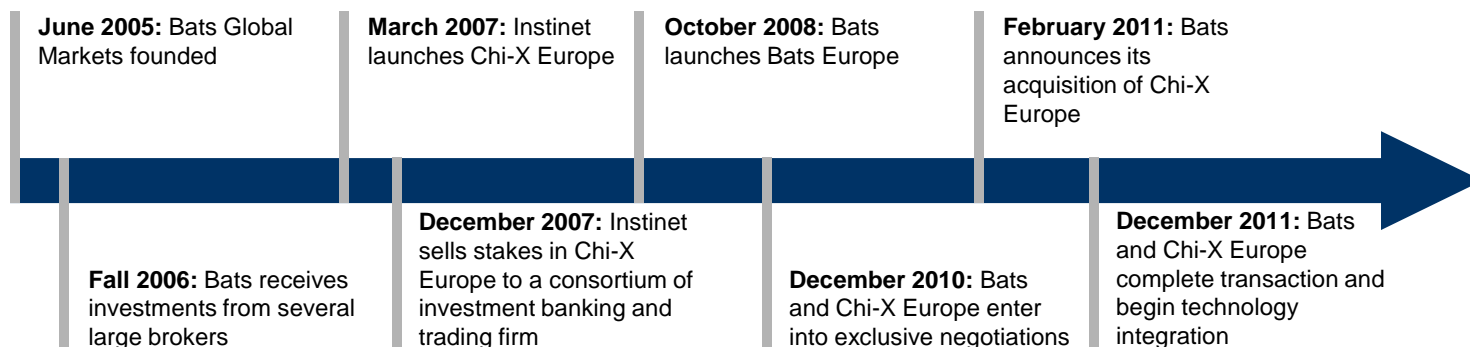 June 2005: Bats Global
Markets founded
March 2007: Instinet
launches Chi-X Europe
October 2008: Bats
launches Bats Europe
February 2011: Bats
announces its
acquisition of Chi-X
Europe
Fall 2006: Bats receives
investments from several
large brokers
December 2007: Instinet
sells stakes in Chi-X
Europe to a consortium of
investment banking and
trading firm
December 2010: Bats
and Chi-X Europe enter
into exclusive negotiations
December 2011: Bats
and Chi-X Europe
complete transaction and
begin technology
integration